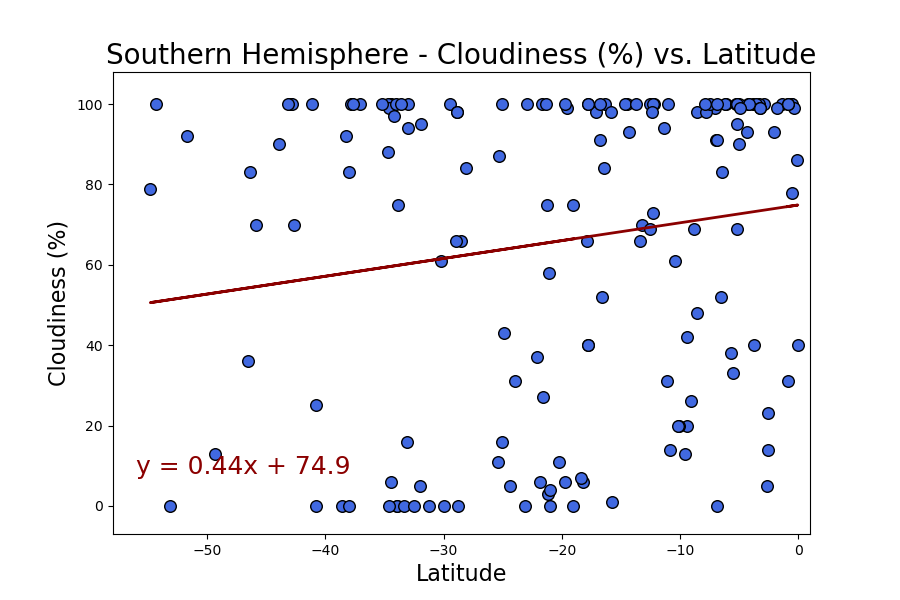 Southern Hemisphere - Cloudiness (%) vs. Latitude
Cloudiness (%)
100
80
60
40
20
0
y = 0.44x + 74.9
−50 −40 −30 −20 −10 0
Latitude